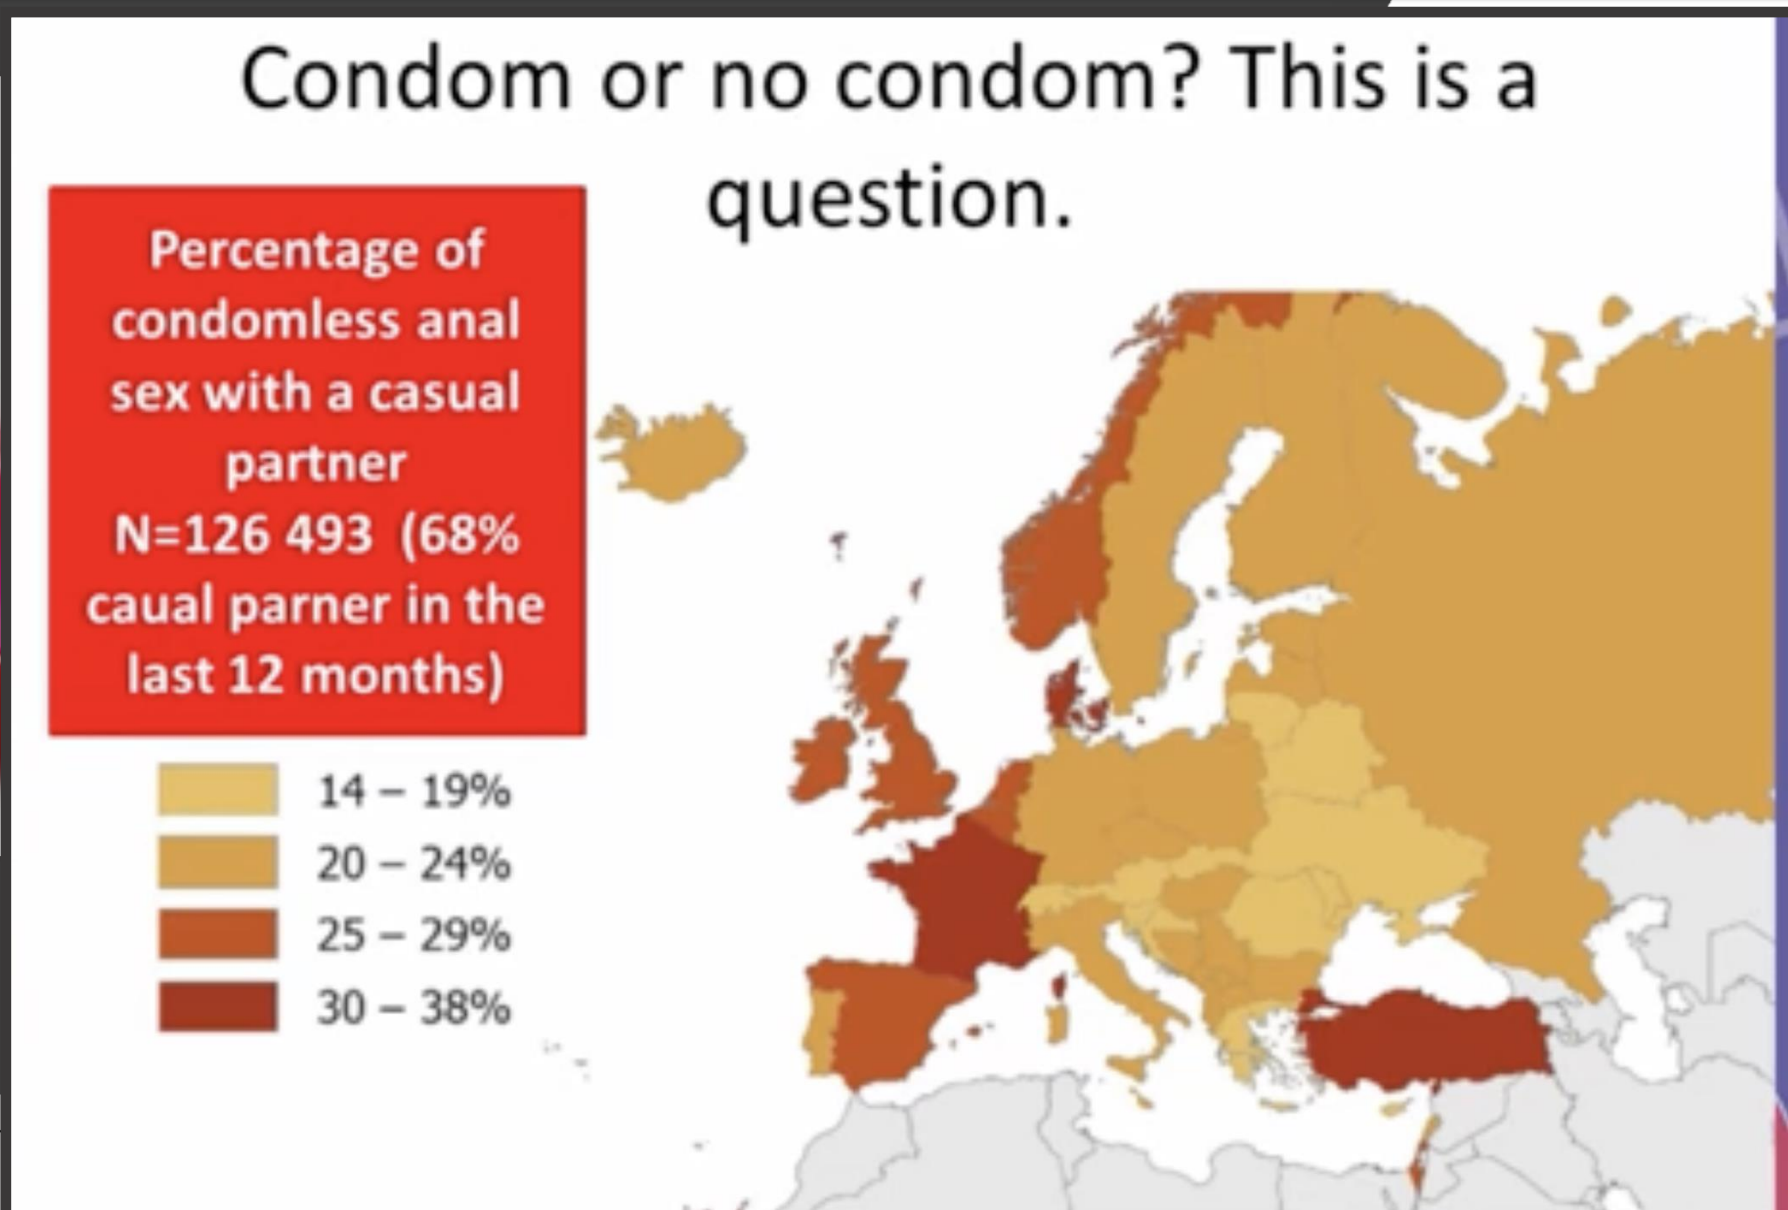 Condom or no condom? This is a
question.
Percentage of
condomless anal
sex with a casual
partner
N=126 493 (68%
caual parner in the
last 12 months)
14 – 19%
20 – 24%
25 – 29%
30 – 38%